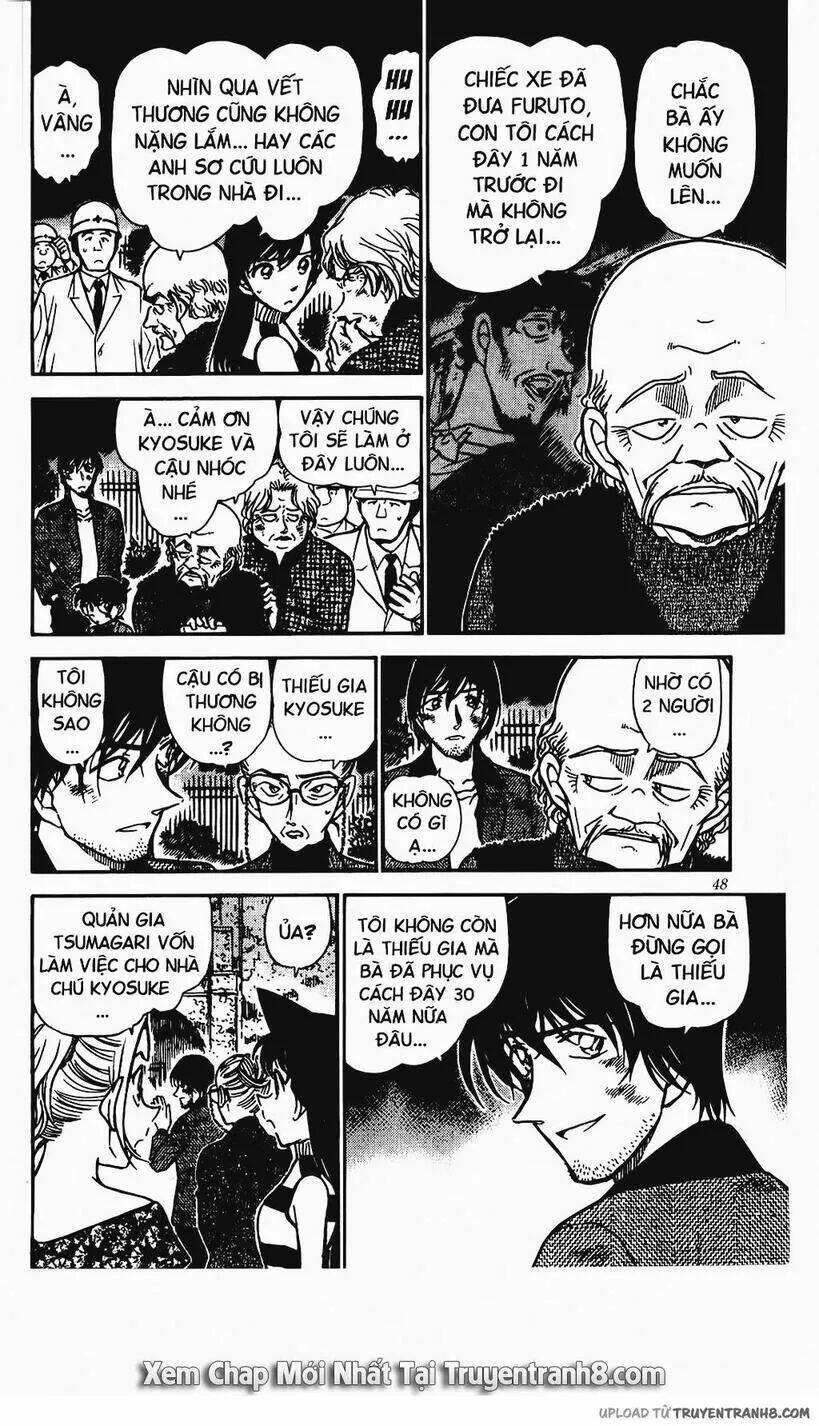 CHẮC
BÀ ẤY
KHÔNG
MUỐN
LÊN...
CHIẾC XE ĐÃ
ĐƯA FURUTO,
CON TÔI CÁCH
ĐÂY 1 NĂM
TRƯỚC ĐI
MÀ KHÔNG
TRỞ LẠI...
HU
HU
...
NHÌN QUA VẾT
THƯƠNG CŨNG KHÔNG
NẶNG LẮM... HAY CÁC
ANH SƠ CỨU LUÔN
TRONG NHÀ ĐI...
À,
VÂNG
...
VẬY CHÚNG
TÔI SẼ LÀM Ở
ĐÂY LUÔN...
À... CẢM ƠN
KYOSUKE VÀ
CẬU NHÓC
NHÉ
...
NHỜ CÓ
2 NGƯỜI
...
KHÔNG
CÓ GÌ
Ạ...
THIẾU GIA
KYOSUKE
...
CẬU CÓ BỊ
THƯƠNG
KHÔNG
...?
TÔI
KHÔNG
SAO
...
48
HƠN NỮA BÀ
ĐỪNG GỌI
LÀ THIẾU
GIA...
TÔI KHÔNG CÒN
LÀ THIẾU GIA MÀ
BÀ ĐÃ PHỤC VỤ
CÁCH ĐÂY 30
NĂM NỮA
ĐÂU...
ỦA?
QUẢN GIA
TSUMAGARI VỐN
LÀM VIỆC CHO NHÀ
CHÚ KYOSUKE
...
Xem Chap Mới Nhất Tại Truyentranh8.com
UPLOAD TỪ TRUYENTRANH8.COM